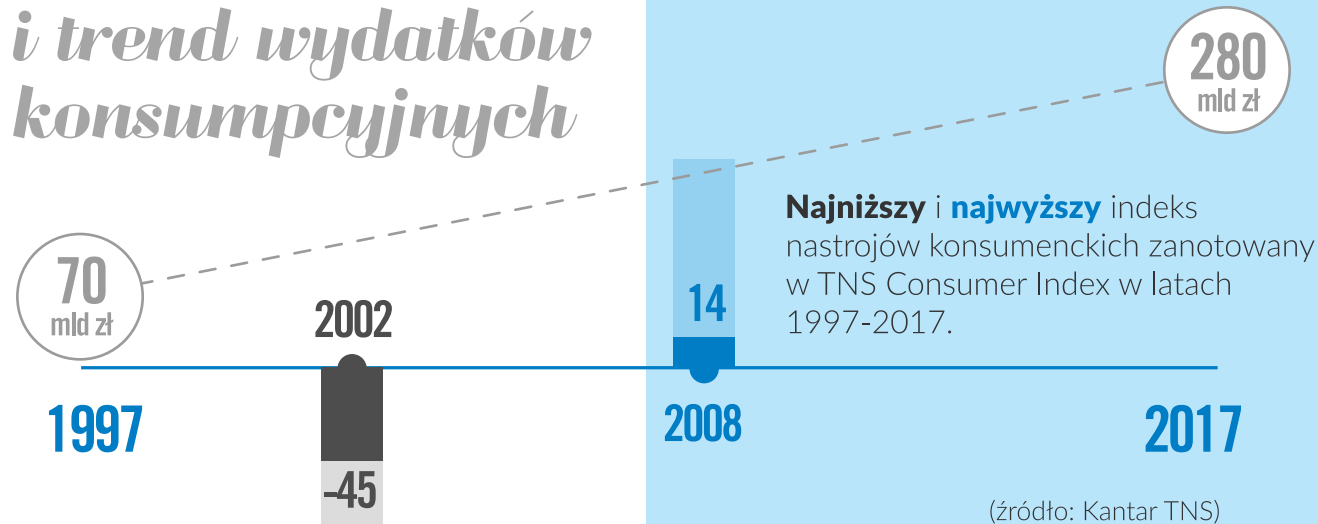 i trend wydatków
konsumpcyjnych
280
mld zł
Najniższy i najwyższy indeks
nastrojów konsumenckich zanotowany
w TNS Consumer Index w latach
1997-2017.
70
mld zł
2002
14
1997
2008
2017
–45
(źródło: Kantar TNS)